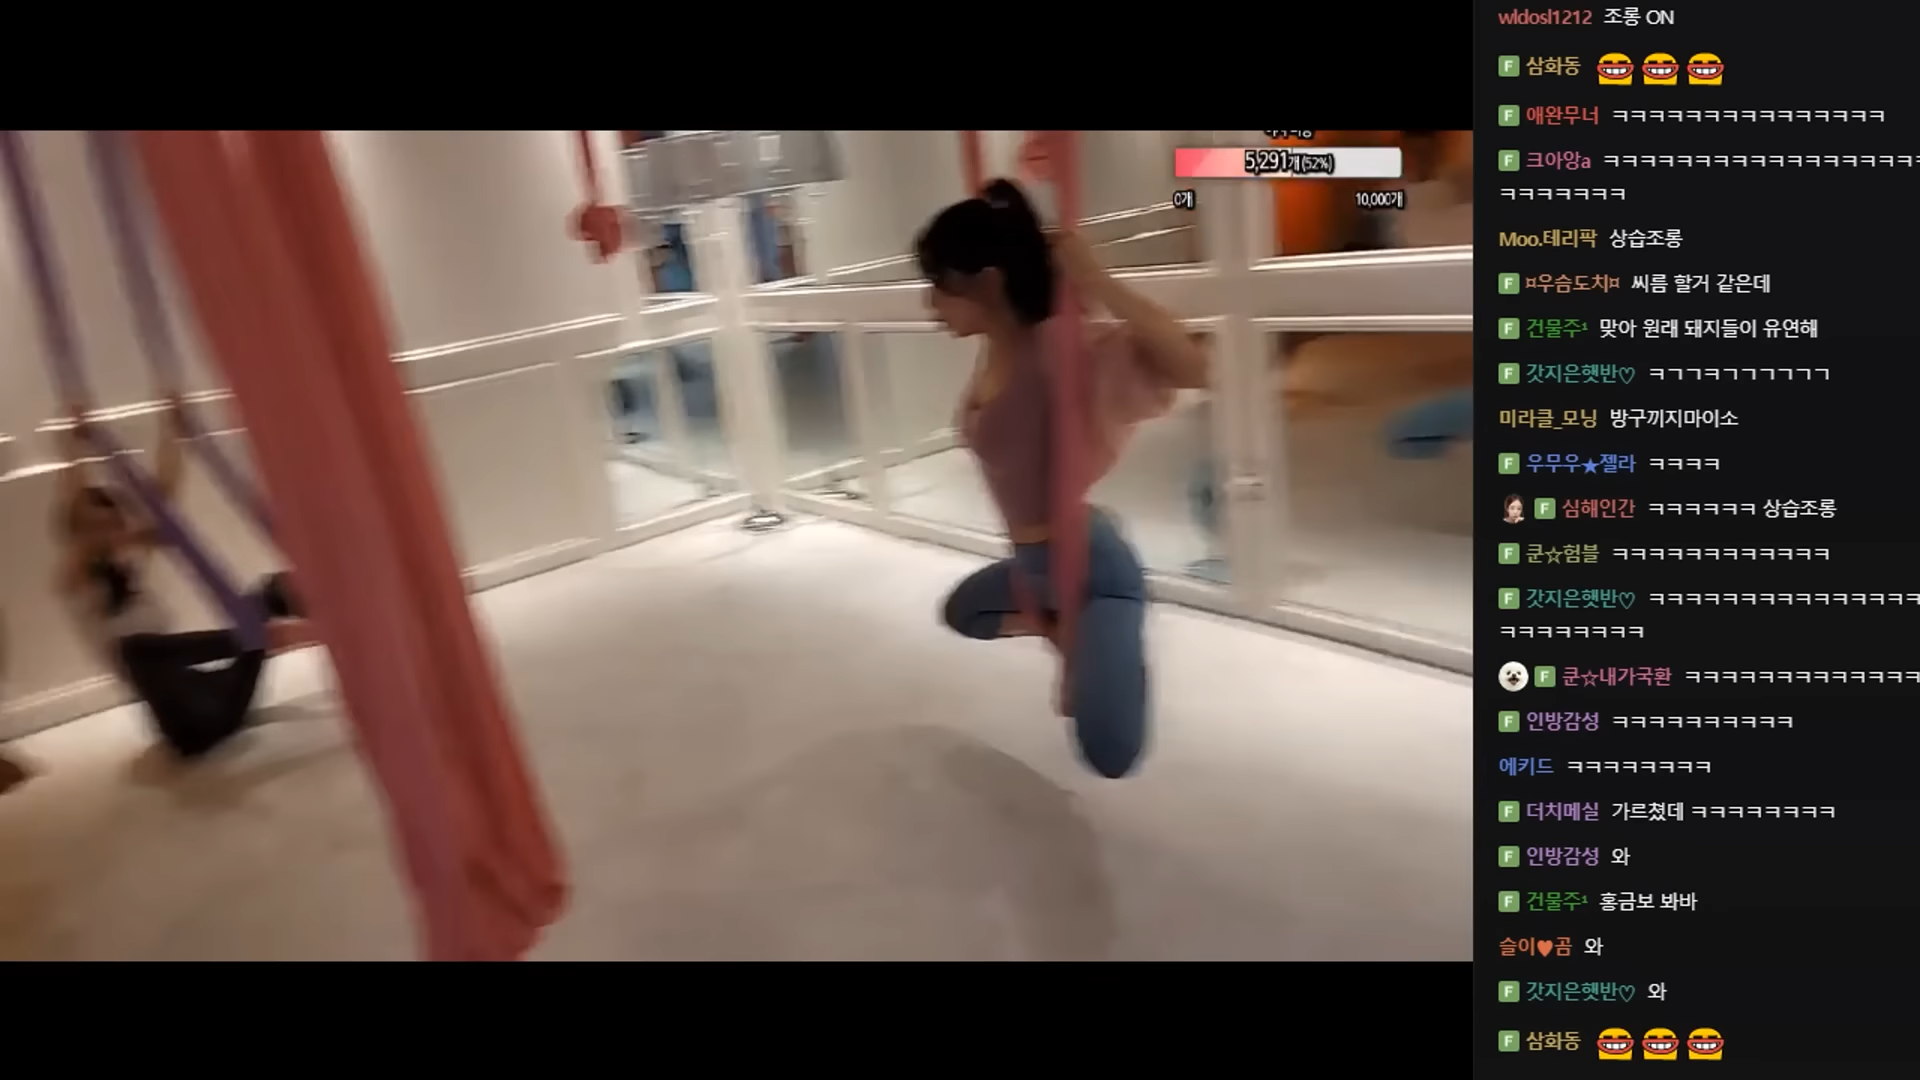 5,291개 (52%)
0개 10,000개
wldosl1212 조롱 ON
F 삼화동
F 애완무너 ㅋㅋㅋㅋㅋㅋㅋㅋㅋㅋㅋㅋㅋㅋㅋ
F 크아앙a ㅋㅋㅋㅋㅋㅋㅋㅋㅋㅋㅋㅋㅋㅋㅋㅋㅋㅋ
ㅋㅋㅋㅋㅋㅋㅋ
Moo.테리팍 상습조롱
F ¤우슴도치¤ 씨름 할거 같은데
F 건물주¹ 맞아 원래 돼지들이 유연해
F 갓지은햇반♡ ㅋㄱㄱㅋㄱㄱㄱㄱㄱㄱ
미라클_모닝 방구끼지마이소
F 우무우★젤라 ㅋㅋㅋㅋ
F 심해인간 ㅋㅋㅋㅋㅋㅋ 상습조롱
F 쿤☆험블 ㅋㅋㅋㅋㅋㅋㅋㅋㅋㅋㅋㅋ
F 갓지은햇반♡ ㅋㅋㅋㅋㅋㅋㅋㅋㅋㅋㅋㅋㅋㅋㅋ
ㅋㅋㅋㅋㅋㅋㅋㅋ
F 쿤☆내가국환 ㅋㅋㅋㅋㅋㅋㅋㅋㅋㅋㅋㅋㅋ
F 인방감성 ㅋㅋㅋㅋㅋㅋㅋㅋㅋㅋ
에키드 ㅋㅋㅋㅋㅋㅋㅋㅋ
F 더치메실 가르쳤데 ㅋㅋㅋㅋㅋㅋㅋㅋ
F 인방감성 와
F 건물주¹ 홍금보 봐바
슬이♥곰 와
F 갓지은햇반♡ 와
F 삼화동